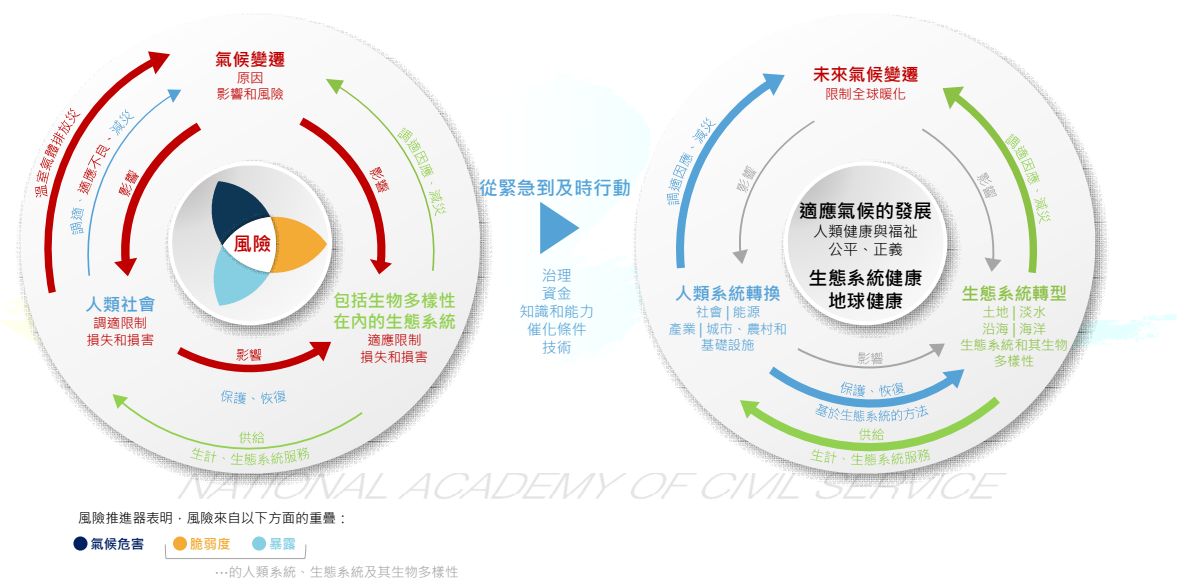 氣候變遷
原因
影響和風險
溫室氣體排放災
調適、適應不良、減災
影響
影響
調適因應、減災
風險
人類社會
調適限制
損失和損害
包括生物多樣性
在內的生態系統
適應限制
損失和損害
影響
保護、恢復
供給
生計、生態系統服務
從緊急到及時行動
治理
資金
知識和能力
催化條件
技術
未來氣候變遷
限制全球暖化
調適因應、減災
影響
影響
調適因應、減災
適應氣候的發展
人類健康與福祉
公平、正義
生態系統健康
地球健康
人類系統轉換
社會|能源
產業|城市、農村和
基礎設施
生態系統轉型
土地|淡水
沿海|海洋
生態系統和其生物
多樣性
影響
保護、恢復
基於生態系統的方法
供給
生計、生態系統服務
NATIONAL ACADEMY OF CIVIL SERVICE
風險推進器表明，風險來自以下方面的重疊：
氣候危害 脆弱度 暴露
…的人類系統、生態系統及其生物多樣性